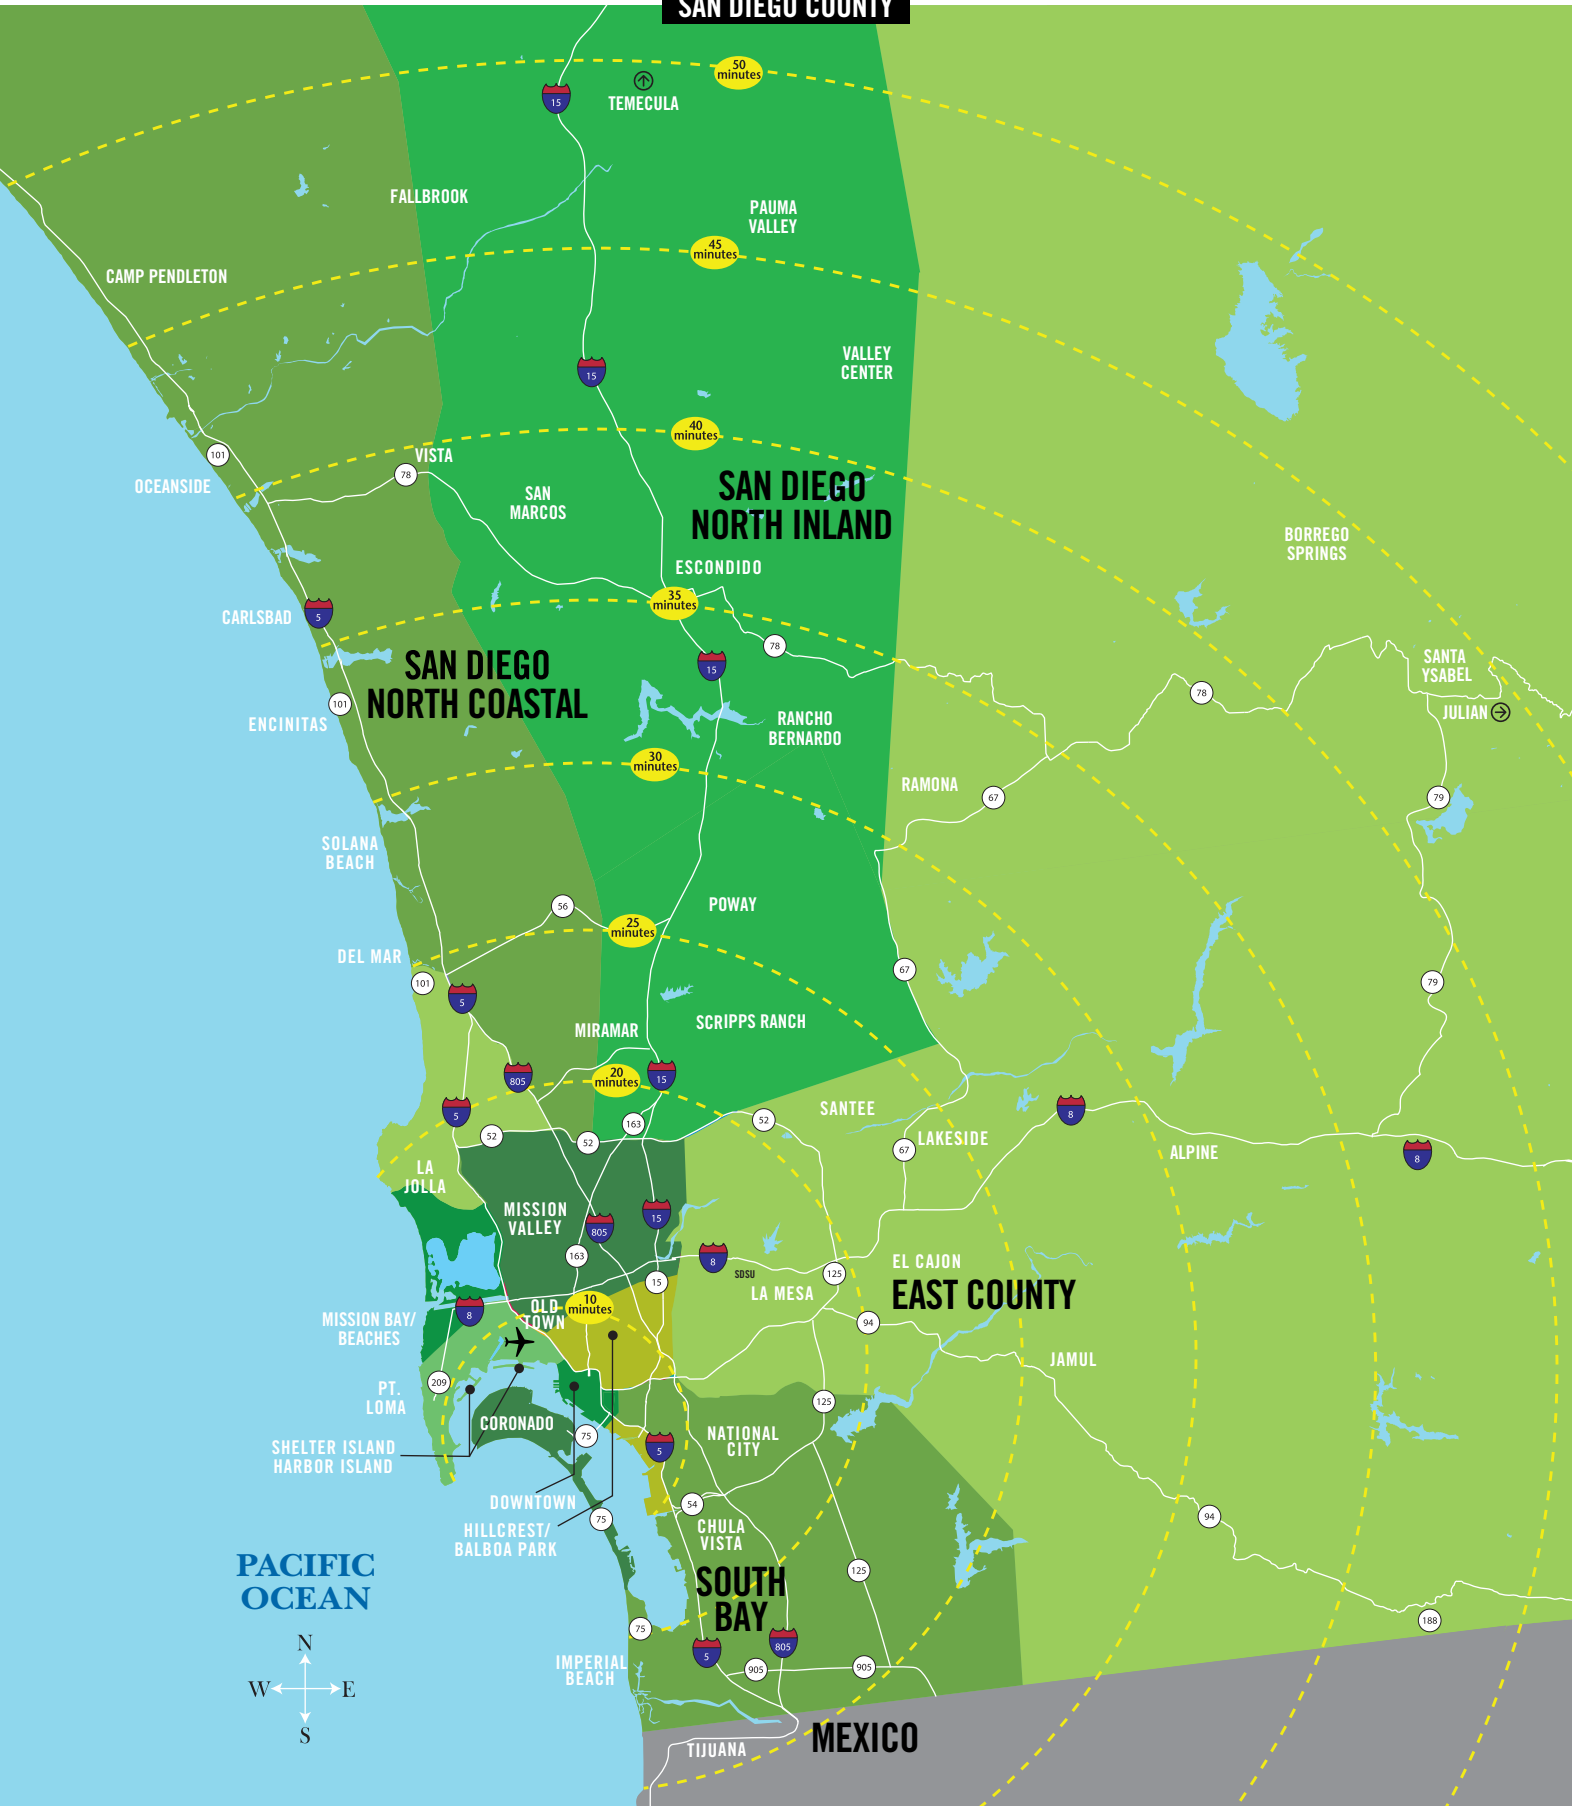 SAN DIEGO COUNTY
50
minutes
15
TEMECULA
FALLBROOK
PAUMA
VALLEY
45
minutes
CAMP PENDLETON
VALLEY
CENTER
15
40
minutes
101
VISTA
78
OCEANSIDE
SAN
MARCOS
SAN DIEGO
NORTH INLAND
BORREGO
SPRINGS
ESCONDIDO
35
minutes
CARLSBAD
5
78
15
SAN DIEGO
NORTH COASTAL
SANTA
YSABEL
78
101
ENCINITAS
JULIAN
RANCHO
BERNARDO
30
minutes
RAMONA
67
79
SOLANA
BEACH
56
POWAY
25
minutes
DEL MAR
67
101
5
79
MIRAMAR
SCRIPPS RANCH
20
minutes
805
15
5
SANTEE
8
52
52
163
52
LAKESIDE
67
ALPINE
8
LA
JOLLA
MISSION
VALLEY
805
15
163
8
SDSU
EL CAJON
125
15
LA MESA
EAST COUNTY
10
minutes
OLD
TOWN
8
MISSION BAY/
BEACHES
94
JAMUL
209
PT.
LOMA
125
CORONADO
75
NATIONAL
CITY
5
SHELTER ISLAND
HARBOR ISLAND
DOWNTOWN
54
75
94
HILLCREST/
BALBOA PARK
CHULA
VISTA
PACIFIC
OCEAN
125
SOUTH
BAY
188
75
805
5
N
W
E
S
IMPERIAL
BEACH
905
905
MEXICO
TIJUANA